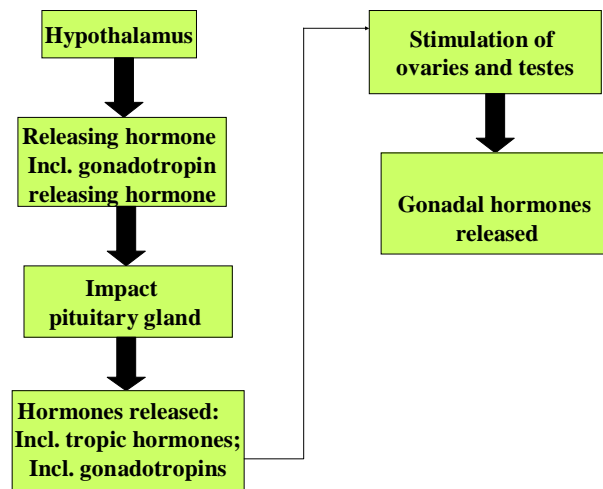 Hypothalamus
Releasing hormone
Incl. gonadotropin
releasing hormone
Impact
pituitary gland
Hormones released:
Incl. tropic hormones;
Incl. gonadotropins
Stimulation of
ovaries and testes
Gonadal hormones
released